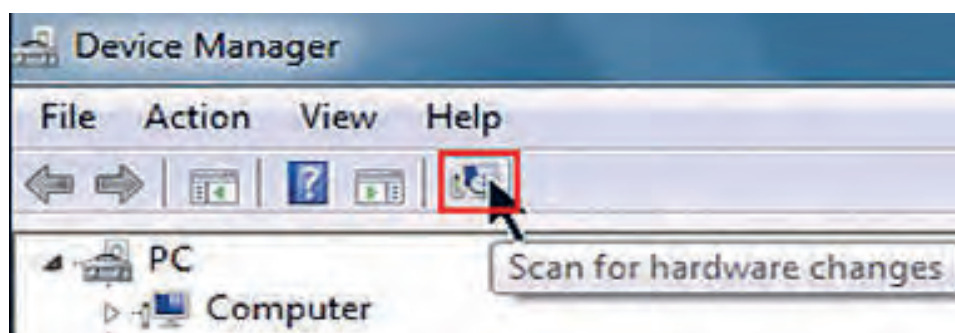 Device Manager
File Action View Help
?
Scan for hardware changes
PC
Computer